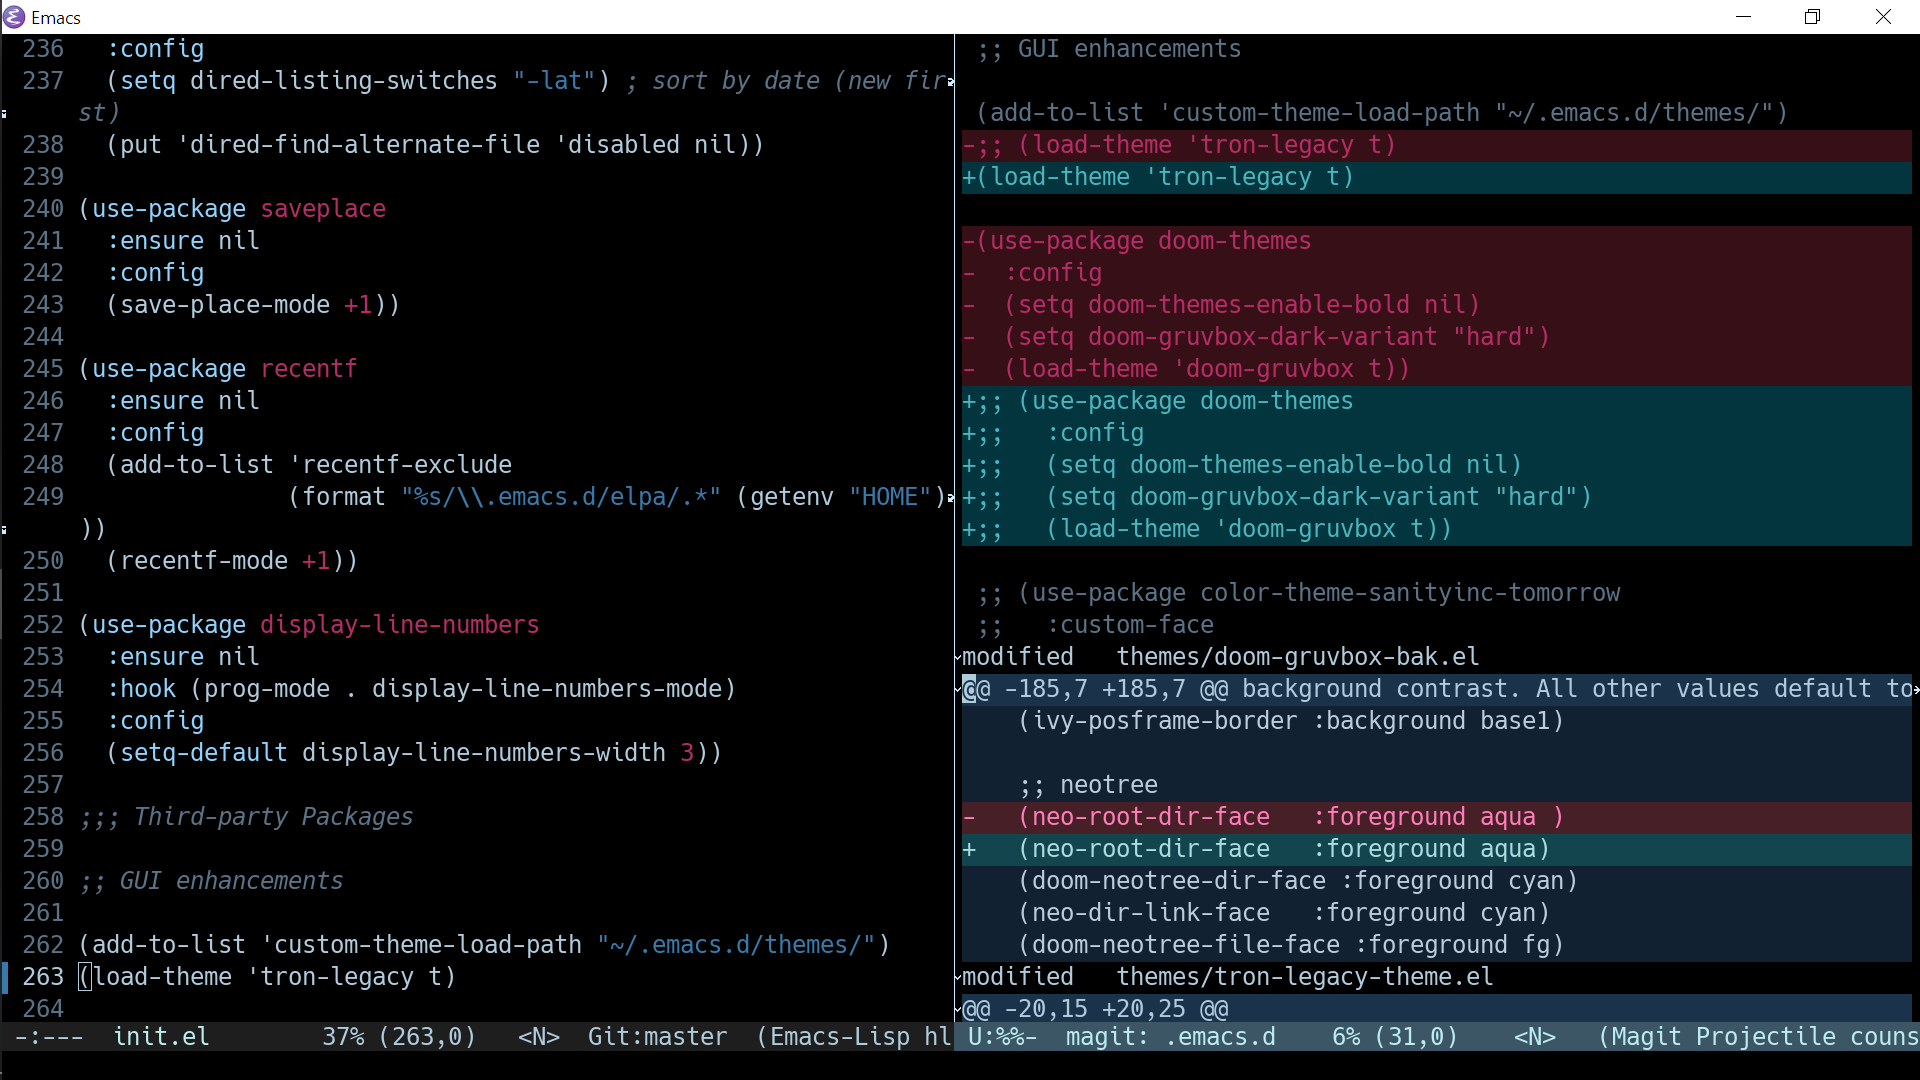 Emacs
236   :config
237   (setq dired-listing-switches "-lat") ; sort by date (new fir
st)
238   (put 'dired-find-alternate-file 'disabled nil))
239
240 (use-package saveplace
241   :ensure nil
242   :config
243   (save-place-mode +1))
244
245 (use-package recentf
246   :ensure nil
247   :config
248   (add-to-list 'recentf-exclude
249                (format "%s/\\.emacs.d/elpa/.*" (getenv "HOME")
))
250   (recentf-mode +1))
251
252 (use-package display-line-numbers
253   :ensure nil
254   :hook (prog-mode . display-line-numbers-mode)
255   :config
256   (setq-default display-line-numbers-width 3))
257
258 ;;; Third-party Packages
259
260 ;; GUI enhancements
261
262 (add-to-list 'custom-theme-load-path "~/.emacs.d/themes/")
263 (load-theme 'tron-legacy t)
264
-:---  init.el        37% (263,0)   <N>  Git:master  (Emacs-Lisp hl
 ;; GUI enhancements
 (add-to-list 'custom-theme-load-path "~/.emacs.d/themes/")
-;; (load-theme 'tron-legacy t)
+(load-theme 'tron-legacy t)
-(use-package doom-themes
-  :config
-  (setq doom-themes-enable-bold nil)
-  (setq doom-gruvbox-dark-variant "hard")
-  (load-theme 'doom-gruvbox t))
+;; (use-package doom-themes
+;;   :config
+;;   (setq doom-themes-enable-bold nil)
+;;   (setq doom-gruvbox-dark-variant "hard")
+;;   (load-theme 'doom-gruvbox t))
 ;; (use-package color-theme-sanityinc-tomorrow
 ;;   :custom-face
modified   themes/doom-gruvbox-bak.el
@@ -185,7 +185,7 @@ background contrast. All other values default to
    (ivy-posframe-border :background base1)
    ;; neotree
-   (neo-root-dir-face   :foreground aqua )
+   (neo-root-dir-face   :foreground aqua)
    (doom-neotree-dir-face :foreground cyan)
    (neo-dir-link-face   :foreground cyan)
    (doom-neotree-file-face :foreground fg)
modified   themes/tron-legacy-theme.el
@@ -20,15 +20,25 @@
U:%%-  magit: .emacs.d    6% (31,0)    <N>   (Magit Projectile couns